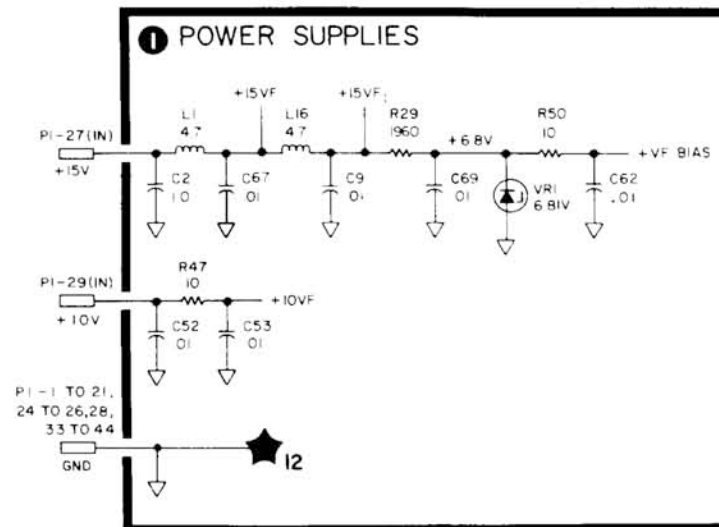 1 POWER SUPPLIES
+15VF
+15VF1
L1
4.7
L16
4.7
R29
1960
R50
10
P1-27(IN)
+15V
+6.8V
+VF BIAS
C2
1.0
C67
.01
C9
C69
.01
VR1
6.81V
C62
.01
P1-29(IN)
+10V
R47
10
+10VF
C52
.01
C53
.01
P1-1 TO 21,
24 TO 26,28,
33 TO 44
GND
12